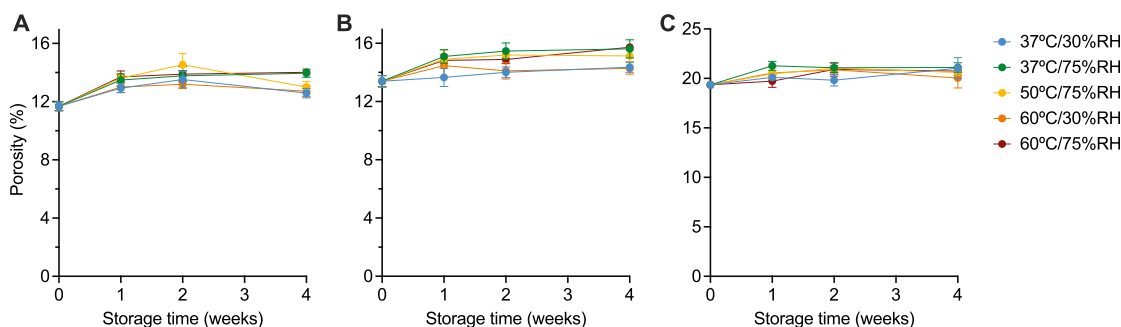 A
B
C
Porosity (%)
16
12
8
4
0
0
1
2
3
4
Storage time (weeks)
16
12
8
4
0
0
1
2
3
4
Storage time (weeks)
25
20
15
10
5
0
0
1
2
3
4
Storage time (weeks)
37ºC/30%RH
37ºC/75%RH
50ºC/75%RH
60ºC/30%RH
60ºC/75%RH